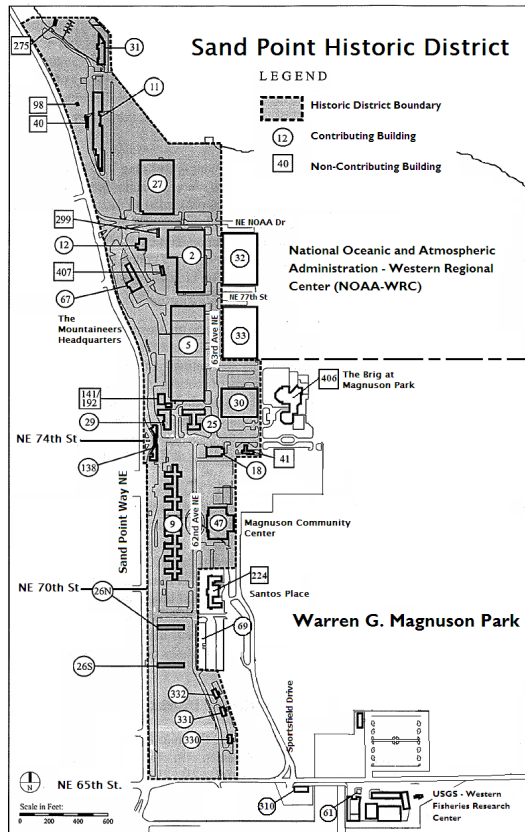 Sand Point Historic District
LEGEND
Historic District Boundary
12 Contributing Building
40 Non-Contributing Building
275
31
11
98
40
27
299
NE NOAA Dr
12
2
32
407
67
NE 77th St
National Oceanic and Atmospheric
Administration - Western Regional
Center (NOAA-WRC)
The
Mountaineers
Headquarters
5
63rd Ave NE
33
406
The Brig at
Magnuson Park
141/
192
30
29
25
NE 74th St
138
18
41
Sand Point Way NE
9
62nd Ave NE
47
Magnuson Community
Center
NE 70th St
224
Santos Place
26N
69
Warren G. Magnuson Park
26S
332
331
330
Sportsfield Drive
N
NE 65th St.
310
61
USGS - Western
Fisheries Research
Center
Scale in Feet:
0 200 400 600